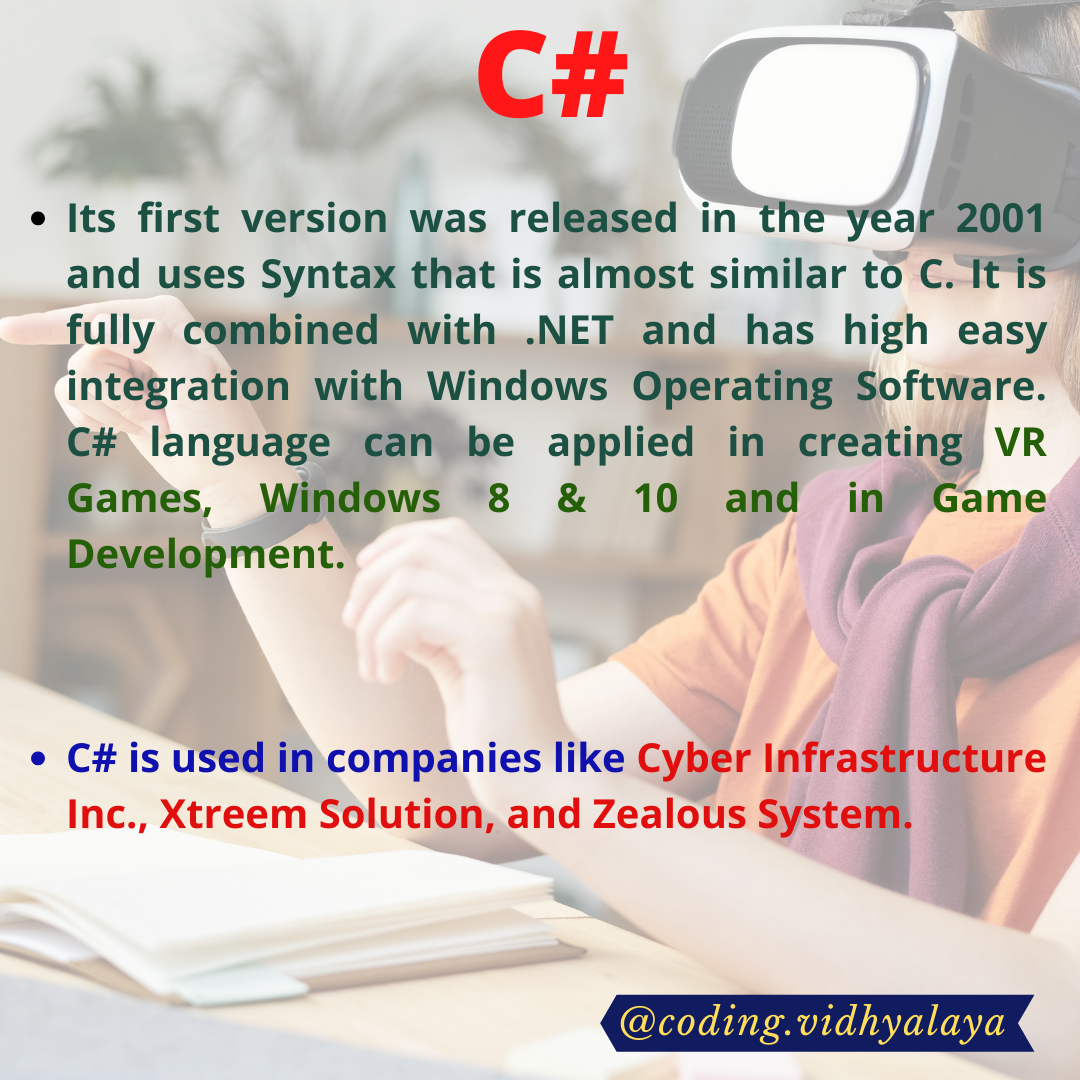 C#
Its first version was released in the year 2001
and uses Syntax that is almost similar to C. It is
fully combined with .NET and has high easy
integration with Windows Operating Software.
C# language can be applied in creating VR
Games, Windows 8 & 10 and in Game
Development.
C# is used in companies like Cyber Infrastructure
Inc., Xtreem Solution, and Zealous System.
@coding.vidhyalaya